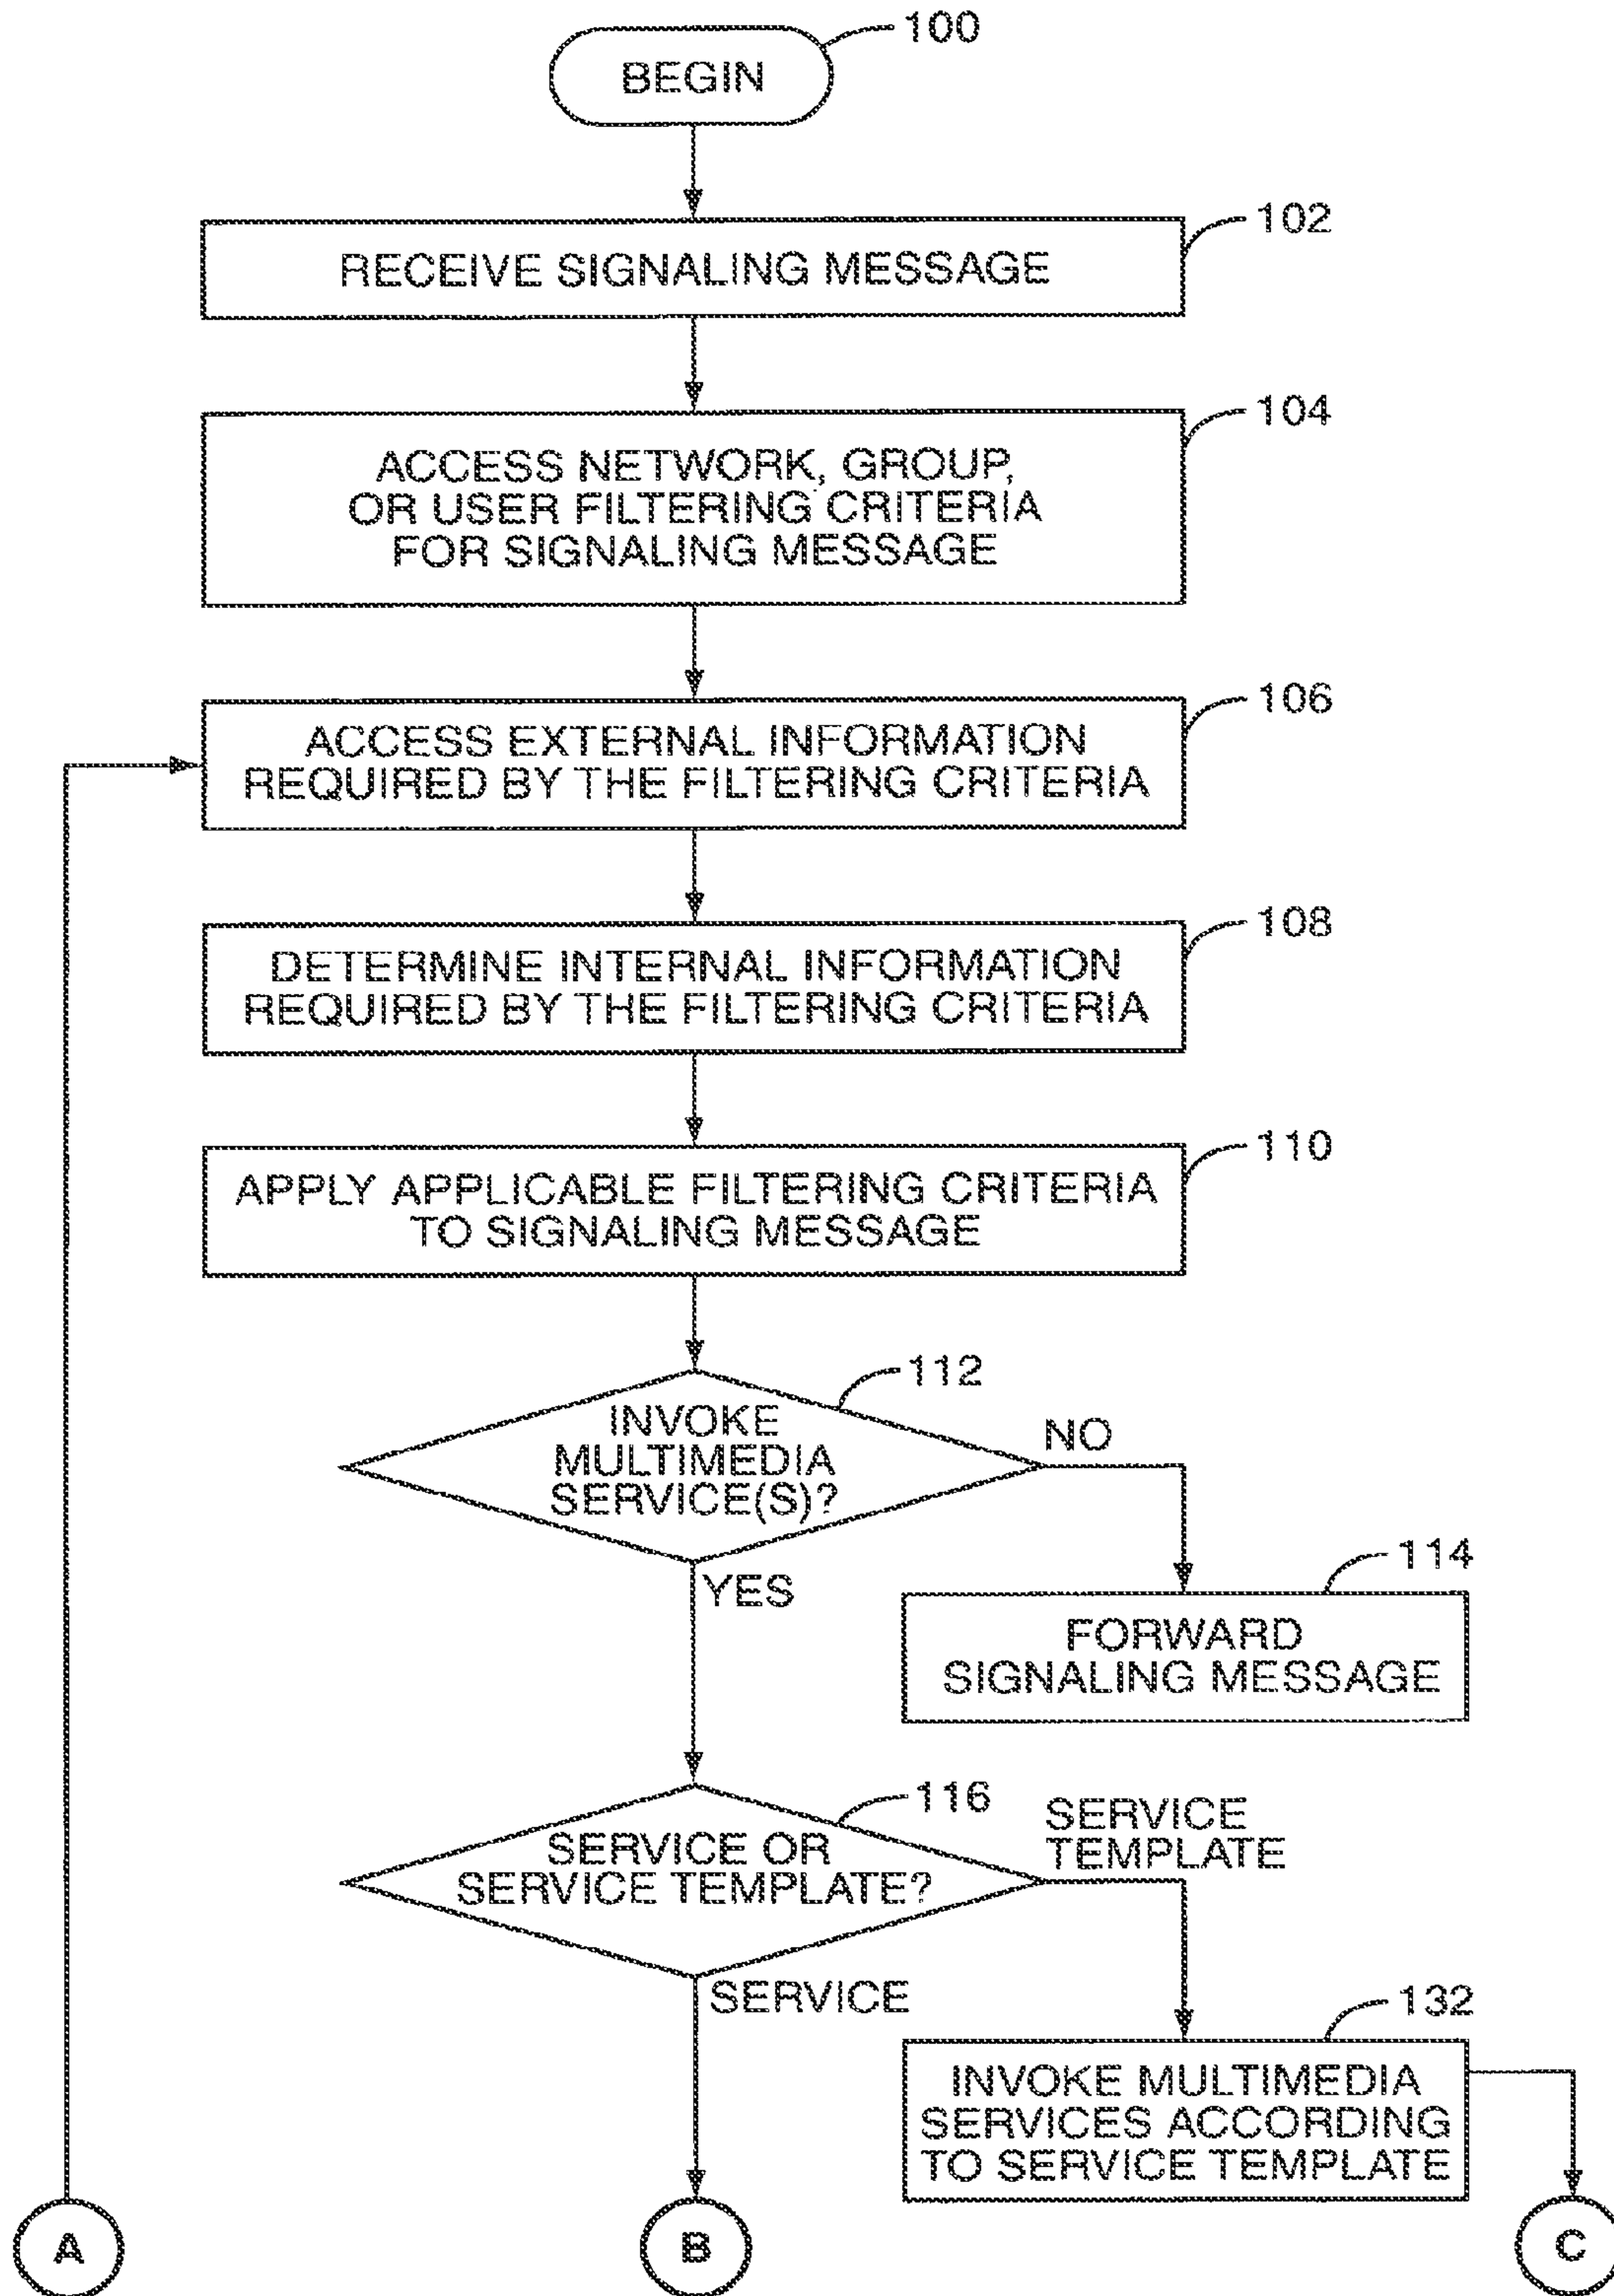 100
BEGIN
102
RECEIVE SIGNALING MESSAGE
104
ACCESS NETWORK, GROUP,
OR USER FILTERING CRITERIA
FOR SIGNALING MESSAGE
106
ACCESS EXTERNAL INFORMATION
REQUIRED BY THE FILTERING CRITERIA
108
DETERMINE INTERNAL INFORMATION
REQUIRED BY THE FILTERING CRITERIA
110
APPLY APPLICABLE FILTERING CRITERIA
TO SIGNALING MESSAGE
112
INVOKE
MULTIMEDIA
SERVICE(S)?
NO
YES
114
FORWARD
SIGNALING MESSAGE
116
SERVICE OR
SERVICE TEMPLATE?
SERVICE
TEMPLATE
SERVICE
132
INVOKE MULTIMEDIA
SERVICES ACCORDING
TO SERVICE TEMPLATE
A
B
C